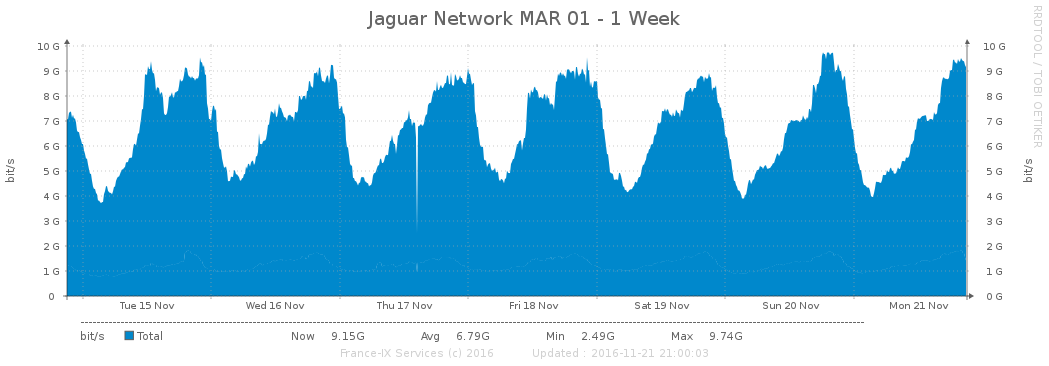 Jaguar Network MAR 01 - 1 Week
RRDTOOL / TOBI OETIKER
10 G 10 G
9 G 9 G
8 G 8 G
7 G 7 G
6 G 6 G
5 G 5 G
4 G 4 G
3 G 3 G
2 G 2 G
1 G 1 G
0 0 G
bit/s
bit/s
Tue 15 Nov Wed 16 Nov Thu 17 Nov Fri 18 Nov Sat 19 Nov Sun 20 Nov Mon 21 Nov
bit/s Total Now 9.15G Avg 6.79G Min 2.49G Max 9.74G
France-IX Services (c) 2016 Updated : 2016-11-21 21:00:03